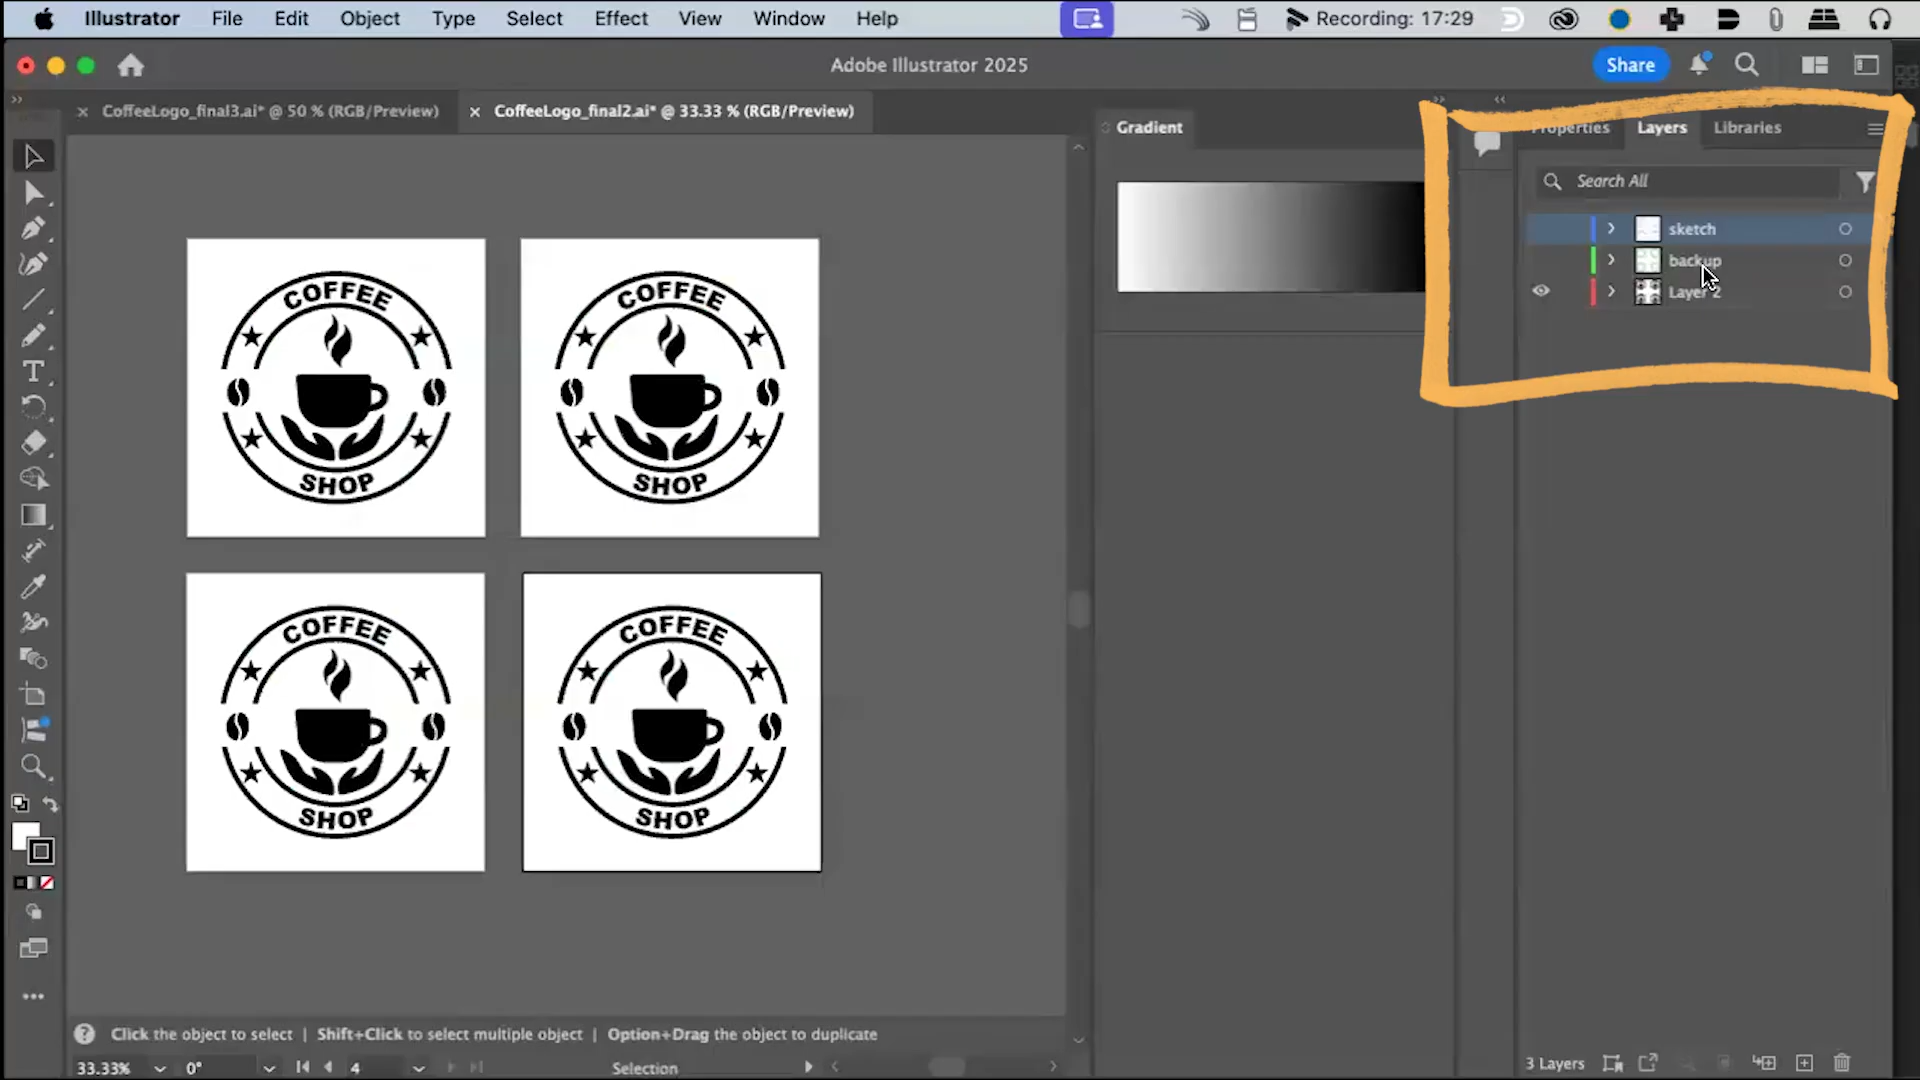 Illustrator File Edit Object Type Select Effect View Window Help Recording: 17:29
Adobe Illustrator 2025 Share
CoffeeLogo_final3.ai* @ 50 % (RGB/Preview) CoffeeLogo_final2.ai* @ 33.33 % (RGB/Preview)
Gradient
Properties Layers Libraries
Search All
sketch
backup
Layer 2
COFFEE
SHOP
COFFEE
SHOP
COFFEE
SHOP
COFFEE
SHOP
Click the object to select | Shift+Click to select multiple object | Option+Drag the object to duplicate
33.33% 0° 4 Selection
3 Layers